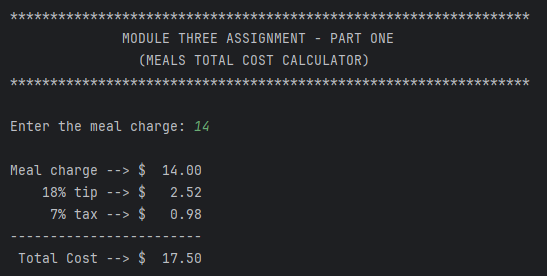 *****************************************************************
MODULE THREE ASSIGNMENT - PART ONE
(MEALS TOTAL COST CALCULATOR)
*****************************************************************
Enter the meal charge: 14
Meal charge --> $  14.00
18% tip --> $   2.52
7% tax --> $   0.98
------------------------
Total Cost --> $  17.50